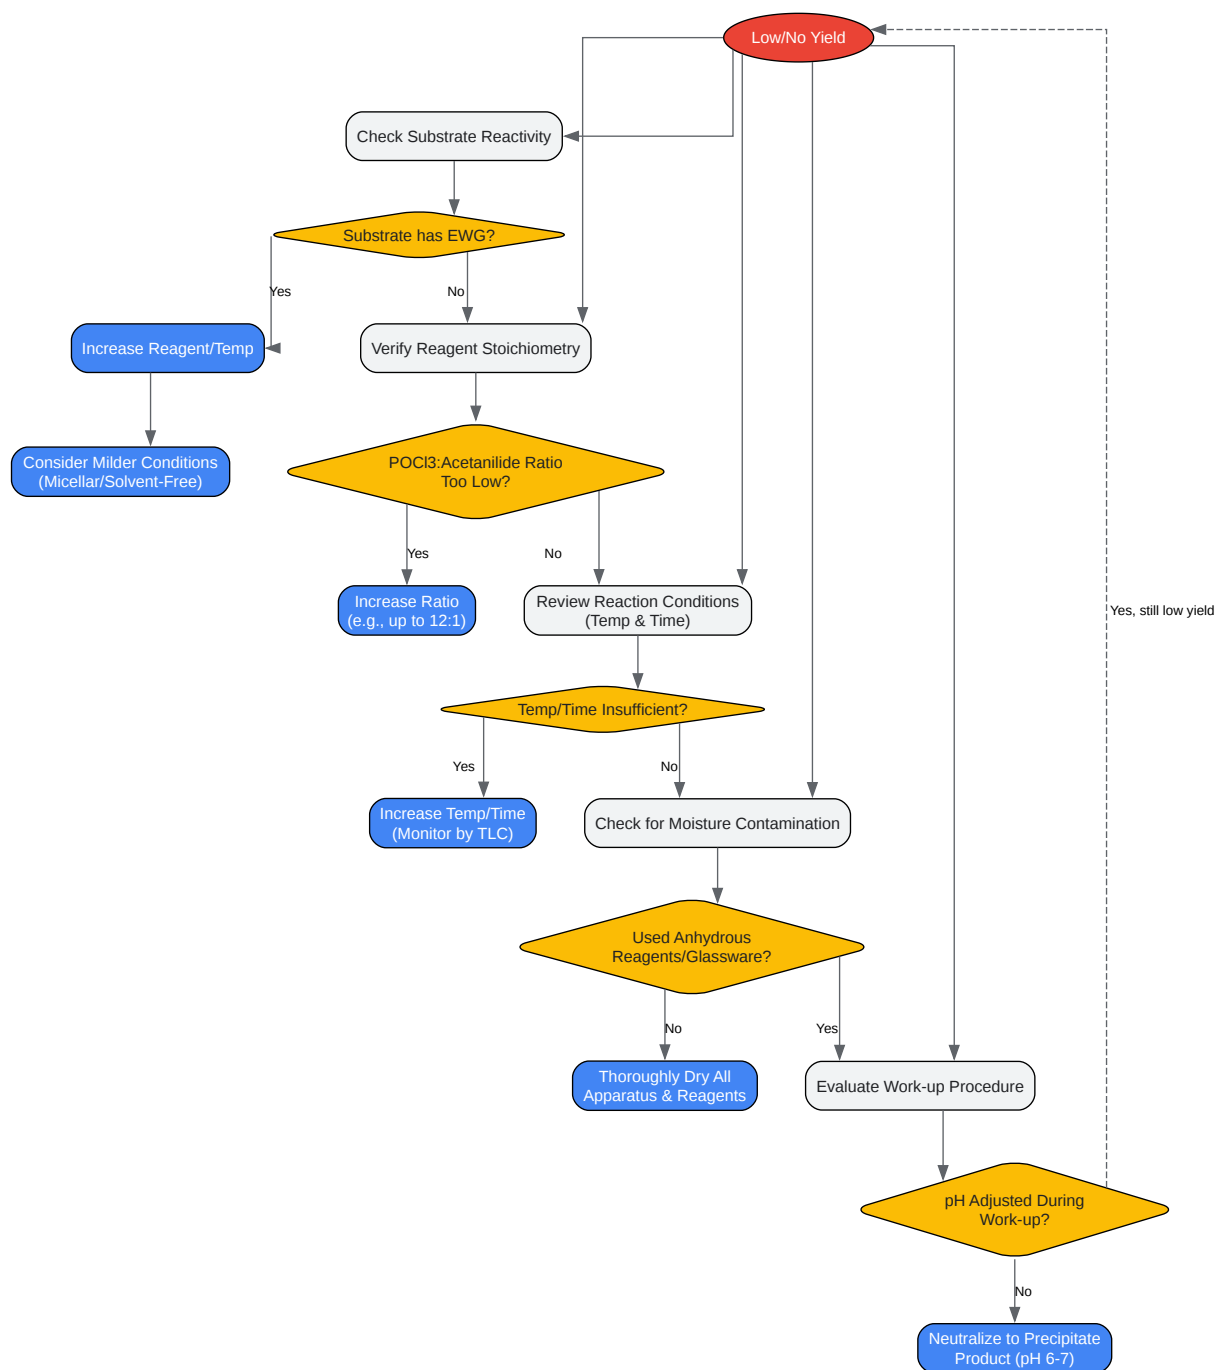 Low/No Yield
Check Substrate Reactivity
Substrate has EWG?
Yes
No
Increase Reagent/Temp
Verify Reagent Stoichiometry
Consider Milder Conditions
(Micellar/Solvent-Free)
POCl3:Acetanilide Ratio
Too Low?
Yes
No
Increase Ratio
(e.g., up to 12:1)
Review Reaction Conditions
(Temp & Time)
Yes, still low yield
Temp/Time Insufficient?
Yes
No
Increase Temp/Time
(Monitor by TLC)
Check for Moisture Contamination
Used Anhydrous
Reagents/Glassware?
No
Yes
Thoroughly Dry All
Apparatus & Reagents
Evaluate Work-up Procedure
pH Adjusted During
Work-up?
No
Neutralize to Precipitate
Product (pH 6-7)